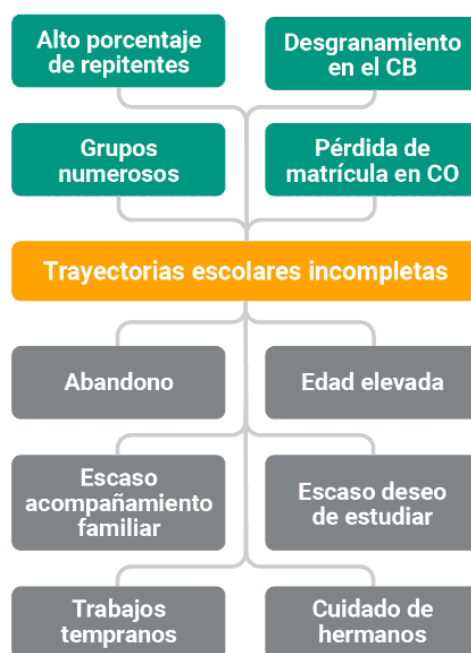 Alto porcentaje
de repitentes
Desgranamiento
en el CB
Grupos
numerosos
Pérdida de
matrícula en CO
Trayectorias escolares incompletas
Abandono
Edad elevada
Escaso
acompañamiento
familiar
Escaso deseo
de estudiar
Trabajos
tempranos
Cuidado de
hermanos